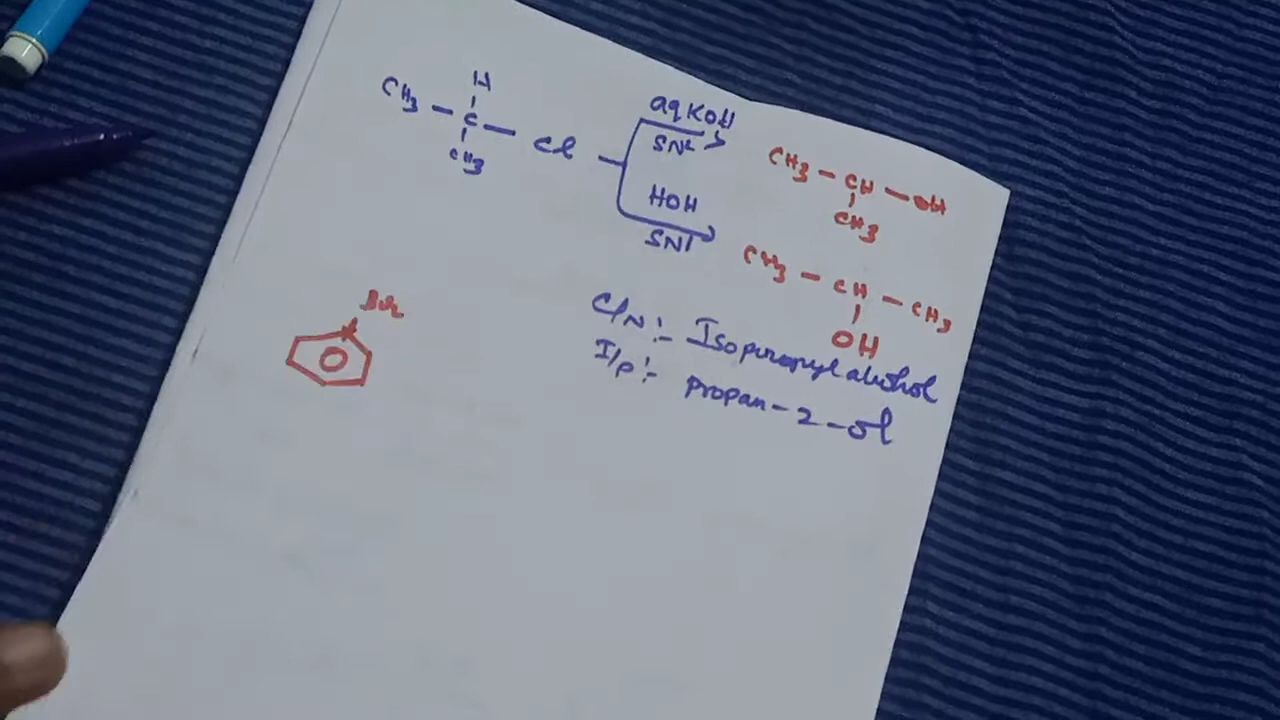 H
CH3 - C - Cl
CH3
aq KOH
SN2
CH3 - CH - OH
CH3
HOH
SN1
CH3 - CH - CH3
OH
Br
C/N :- Isopropyl alcohol
I/P :- propan-2-ol